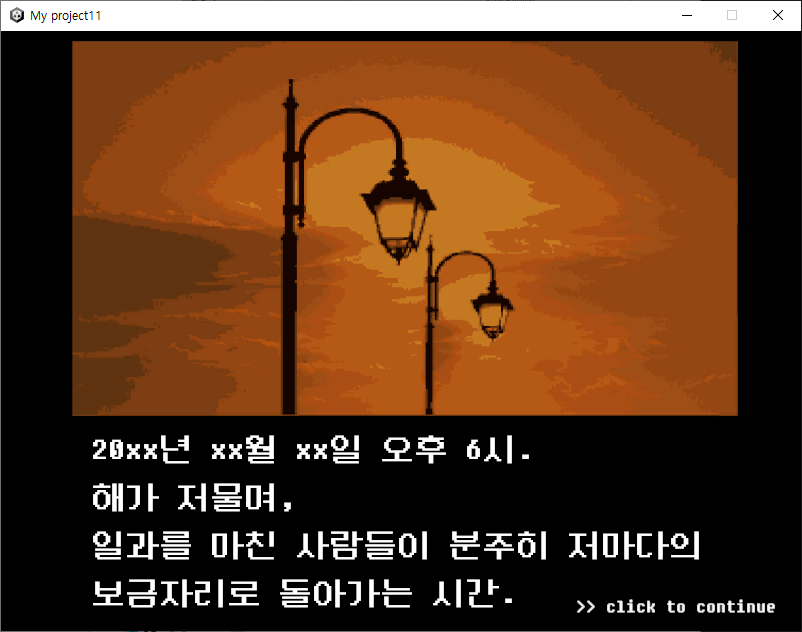 My project11
20xx년 xx월 xx일 오후 6시.
해가 저물며,
일과를 마친 사람들이 분주히 저마다의
보금자리로 돌아가는 시간.
>> click to continue